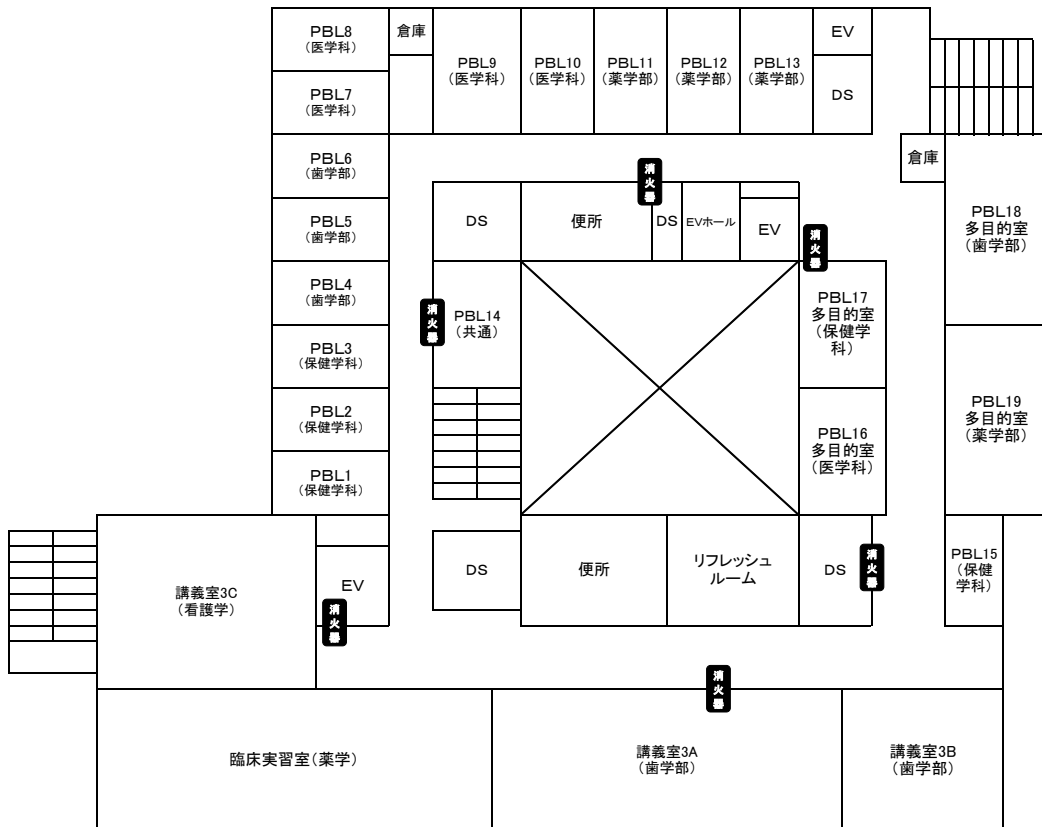 PBL8
(医学科)
倉庫
PBL9
(医学科)
PBL10
(医学科)
PBL11
(薬学部)
PBL12
(薬学部)
PBL13
(薬学部)
EV
DS
PBL7
(医学科)
PBL6
(歯学部)
PBL5
(歯学部)
PBL4
(歯学部)
PBL3
(保健学科)
PBL2
(保健学科)
PBL1
(保健学科)
消火器
DS
便所
DS
EVホール
EV
消火器
倉庫
PBL18
多目的室
(歯学部)
消火器
PBL14
(共通)
PBL17
多目的室
(保健学
科)
PBL16
多目的室
(医学科)
PBL19
多目的室
(薬学部)
講義室3C
(看護学)
EV
消火器
DS
便所
リフレッシュ
ルーム
DS
消火器
PBL15
(保健
学科)
消火器
臨床実習室(薬学)
講義室3A
(歯学部)
講義室3B
(歯学部)